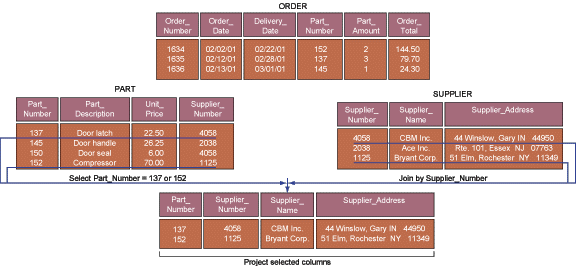 ORDER
Order_ Number Order_ Date Delivery_ Date Part_ Number Part_ Amount Order_ Total
1634 02/02/01 02/22/01 152 2 144.50
1635 02/12/01 02/28/01 137 3 79.70
1636 02/13/01 03/01/01 145 1 24.30
PART
Part_ Number Part_ Description Unit_ Price Supplier_ Number
137 Door latch 22.50 4058
145 Door handle 26.25 2038
150 Door seal 6.00 4058
152 Compressor 70.00 1125
SUPPLIER
Supplier_ Number Supplier_ Name Supplier_Address
4058 CBM Inc. 44 Winslow, Gary IN 44950
2038 Ace Inc. Rte. 101, Essex NJ 07763
1125 Bryant Corp. 51 Elm, Rochester NY 11349
Select Part_Number = 137 or 152
Join by Supplier_Number
Part_ Number Supplier_ Number Supplier_ Name Supplier_Address
137 4058 CBM Inc. 44 Winslow, Gary IN 44950
152 1125 Bryant Corp. 51 Elm, Rochester NY 11349
Project selected columns